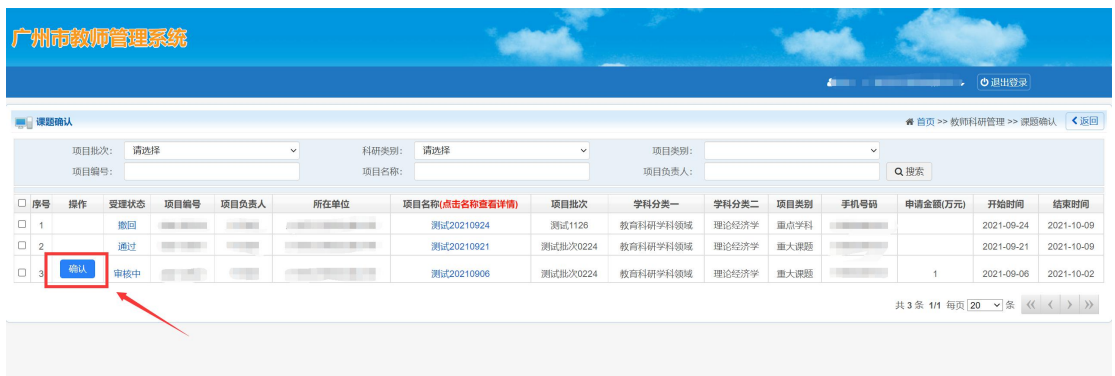 广州市教师管理系统
退出登录
课题确认
首页 >> 教师科研管理 >> 课题确认 返回
项目批次: 请选择 科研类别: 请选择 项目类别:
项目编号: 项目名称: 项目负责人: 搜索
序号 操作 受理状态 项目编号 项目负责人 所在单位 项目名称(点击名称查看详情) 项目批次 学科分类一 学科分类二 项目类别 手机号码 申请金额(万元) 开始时间 结束时间
1 撤回 测试20210924 测试1126 教育科研学科领域 理论经济学 重点学科 2021-09-24 2021-10-09
2 通过 测试20210921 测试批次0224 教育科研学科领域 理论经济学 重大课题 2021-09-21 2021-10-09
3 确认 审核中 测试20210906 测试批次0224 教育科研学科领域 理论经济学 重大课题 1 2021-09-06 2021-10-02
共 3 条 1/1 每页 20 条